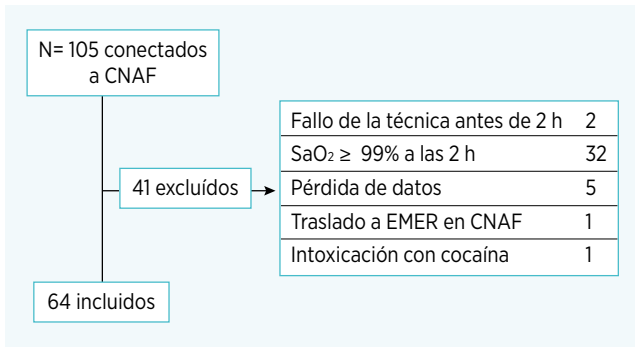 N= 105 conectados
a CNAF
41 excluídos
Fallo de la técnica antes de 2 h 2
SaO₂ ≥ 99% a las 2 h 32
Pérdida de datos 5
Traslado a EMER en CNAF 1
Intoxicación con cocaína 1
64 incluidos